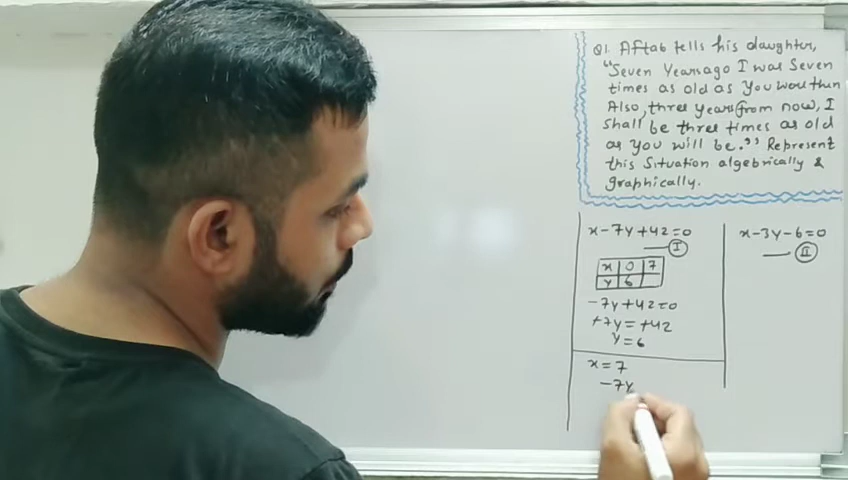 Q1. Aftab tells his daughter,
"Seven Years ago I was Seven
times as old as You were then
Also, three years from now, I
Shall be three times as old
as You will be." Represent
this Situation algebrically &
graphically.
x-7y+42=0
I
x 0 7
y 6
-7y+42=0
+7y=+42
y=6
x=7
-7y
x-3y-6=0
II